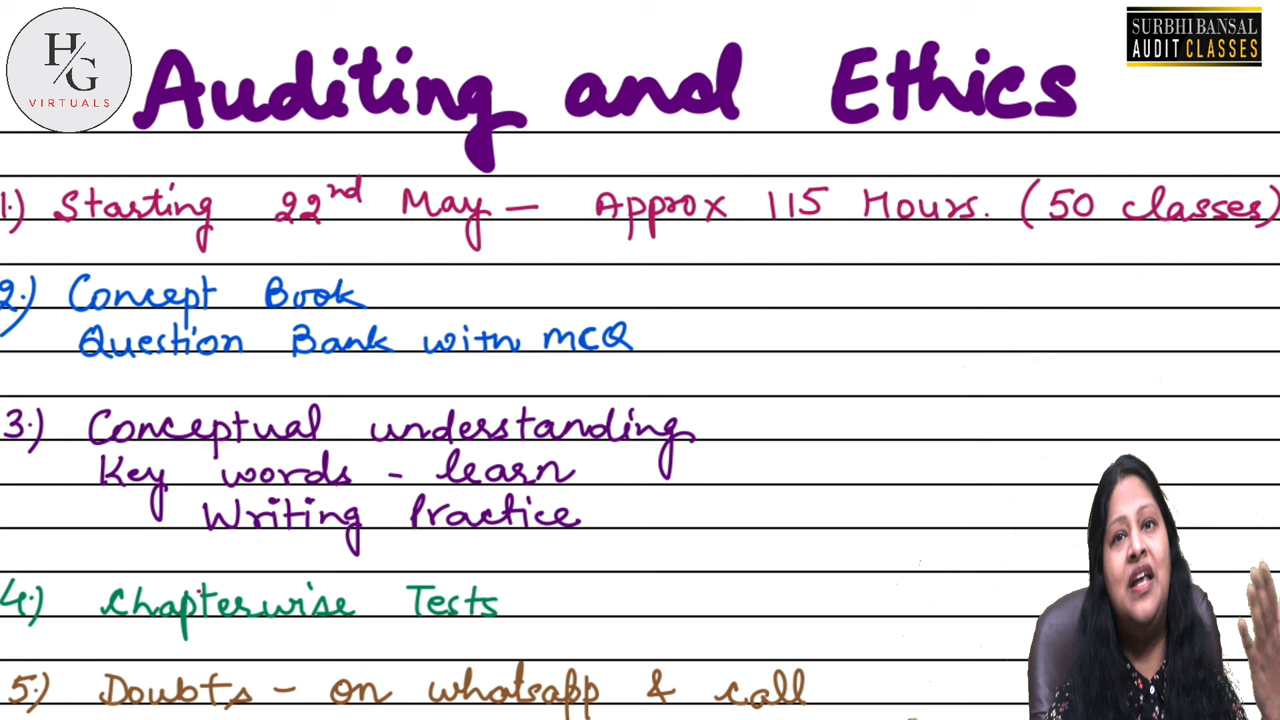 H/G
VIRTUALS
SURBHI BANSAL
AUDIT CLASSES
Auditing and Ethics
1.) Starting 22nd May - Approx 115 Hours. (50 classes)
2.) Concept Book
Question Bank with MCQ
3.) Conceptual understanding
Key words - learn
Writing Practice
4.) Chapterwise Tests
5.) Doubts - on whatsapp & call